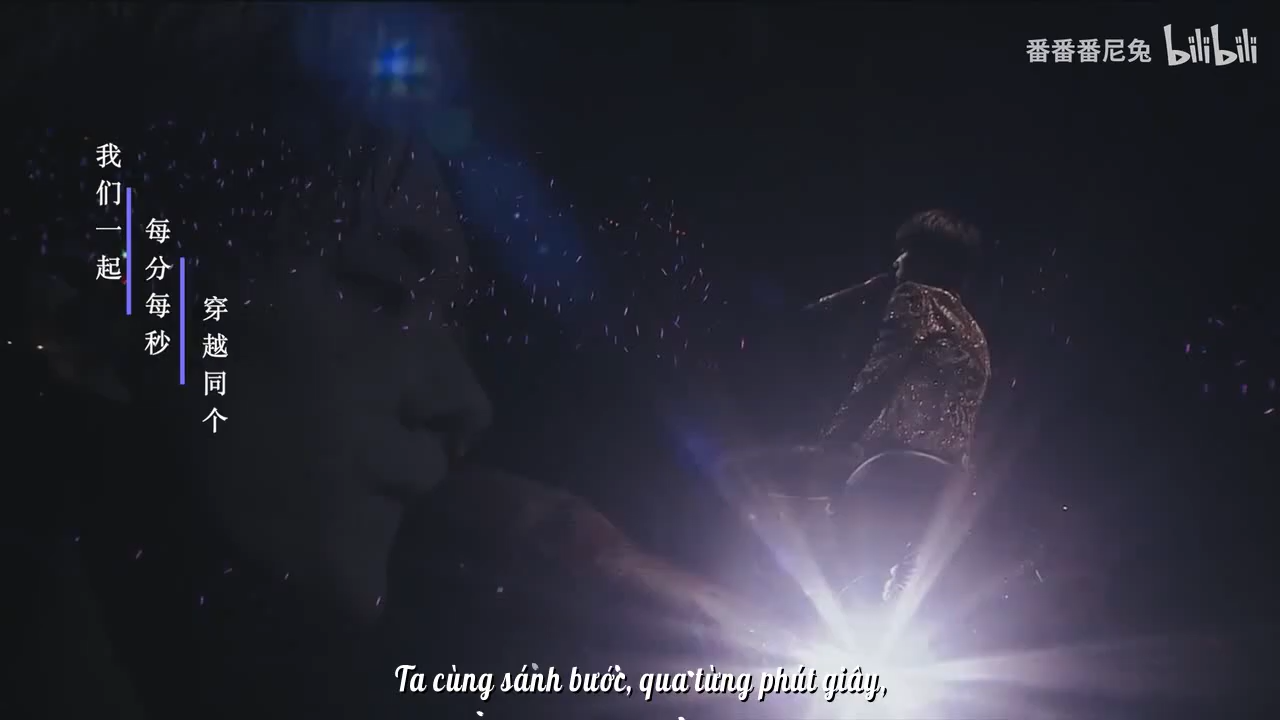 番番番尼兔 bilibili
我们一起
每分每秒
穿越同个
Ta cùng sánh bước, qua từng phút giây,